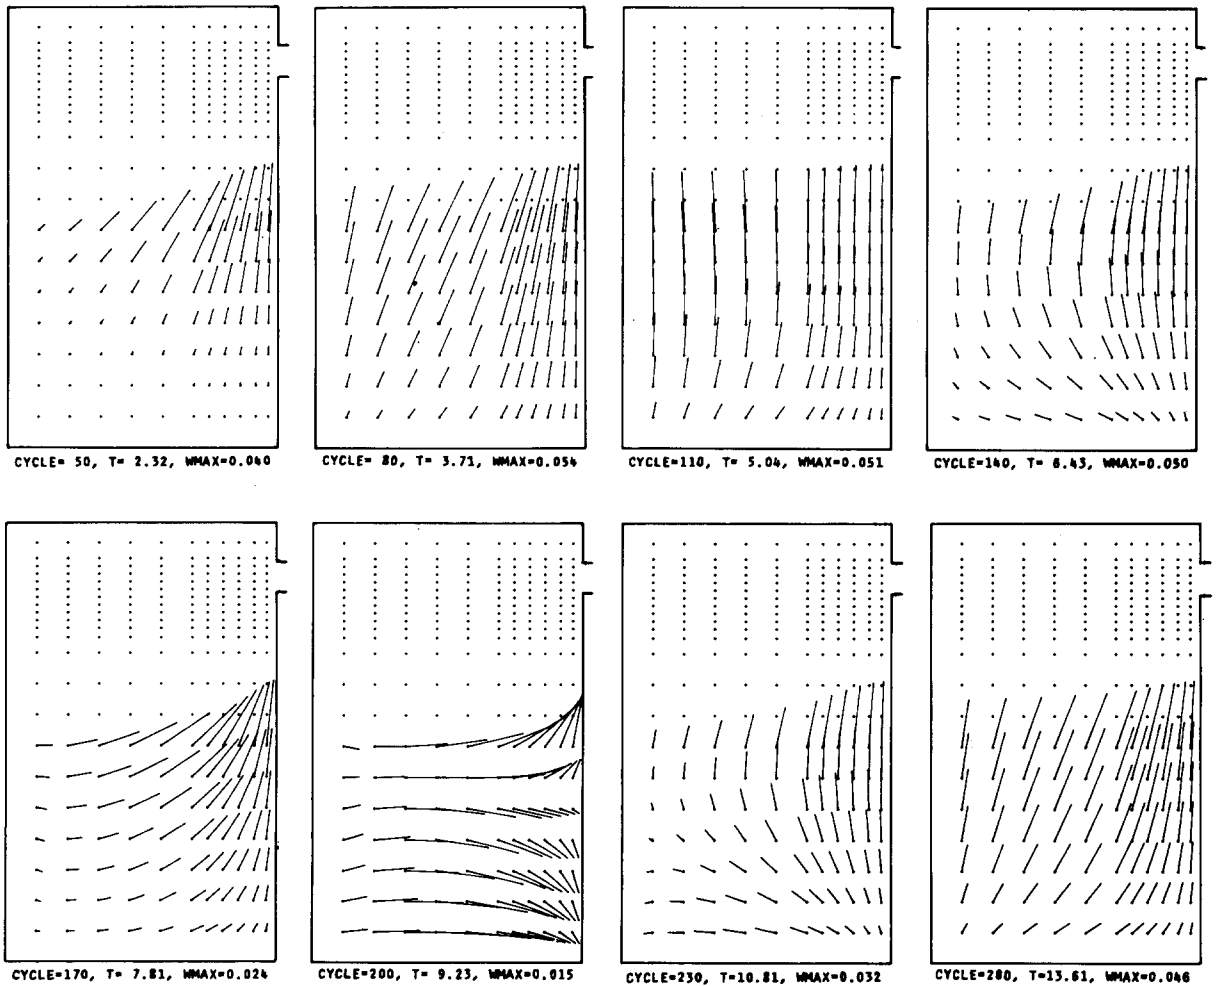 CYCLE= 50, T= 2.32, WMAX=0.040
CYCLE= 80, T= 3.71, WMAX=0.054
CYCLE=110, T= 5.04, WMAX=0.051
CYCLE=140, T= 6.43, WMAX=0.050
CYCLE=170, T= 7.81, WMAX=0.024
CYCLE=200, T= 9.23, WMAX=0.015
CYCLE=230, T=10.81, WMAX=0.032
CYCLE=280, T=13.61, WMAX=0.046